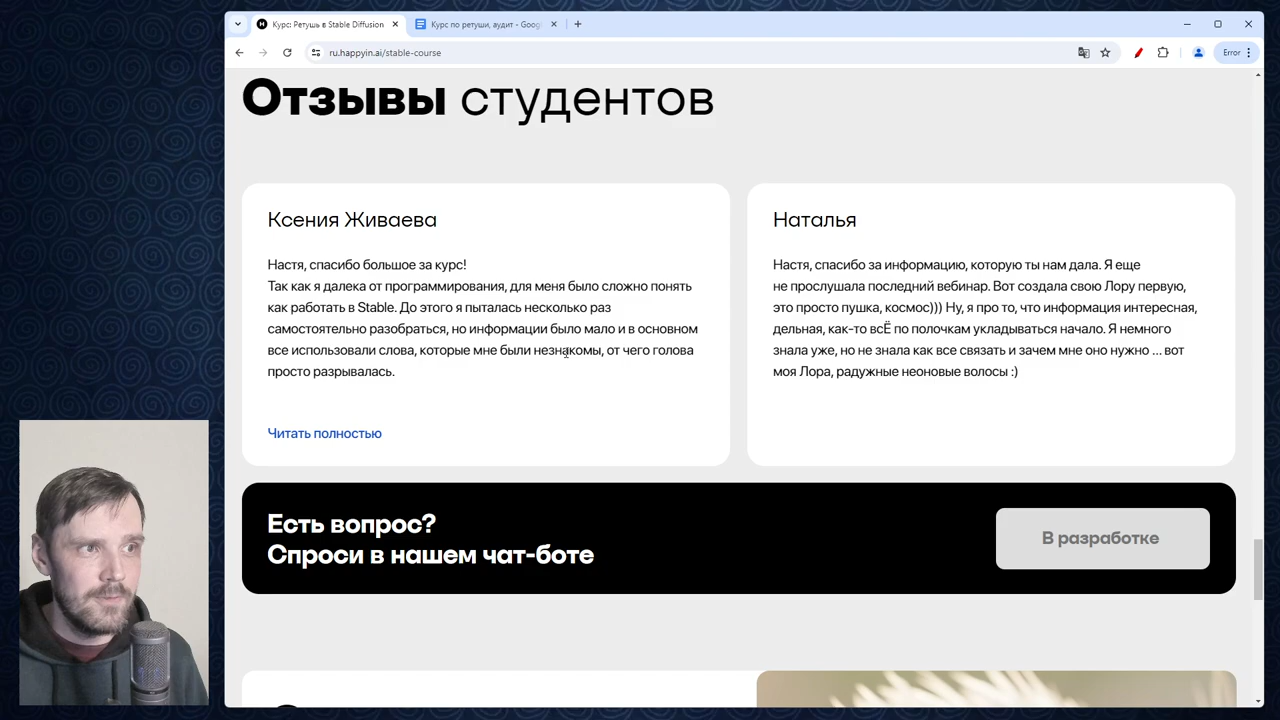 Курс: Ретушь в Stable Diffusion
Курс по ретуши, аудит - Goog
ru.happyin.ai/stable-course
Error
Отзывы студентов
Ксения Живаева
Настя, спасибо большое за курс!
Так как я далека от программирования, для меня было сложно понять
как работать в Stable. До этого я пыталась несколько раз
самостоятельно разобраться, но информации было мало и в основном
все использовали слова, которые мне были незнакомы, от чего голова
просто разрывалась.
Читать полностью
Наталья
Настя, спасибо за информацию, которую ты нам дала. Я еще
не прослушала последний вебинар. Вот создала свою Лору первую,
это просто пушка, космос))) Ну, я про то, что информация интересная,
дельная, как-то всЁ по полочкам укладываться начало. Я немного
знала уже, но не знала как все связать и зачем мне оно нужно ... вот
моя Лора, радужные неоновые волосы :)
Есть вопрос?
Спроси в нашем чат-боте
В разработке